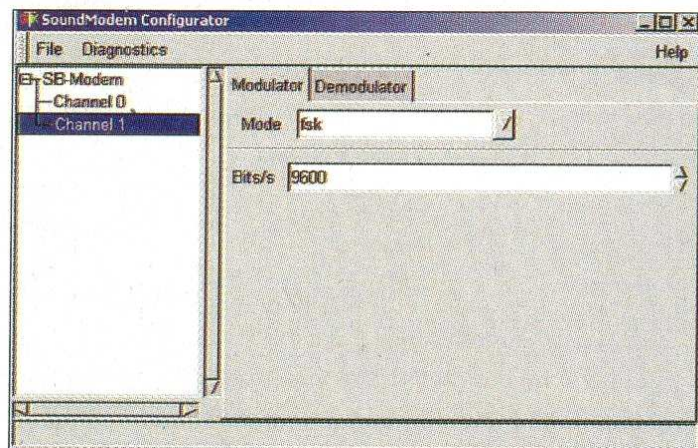 SoundModem Configurator
File Diagnostics Help
SB-Modem
Channel 0
Channel 1
Modulator Demodulator
Mode fsk
Bits/s 9600